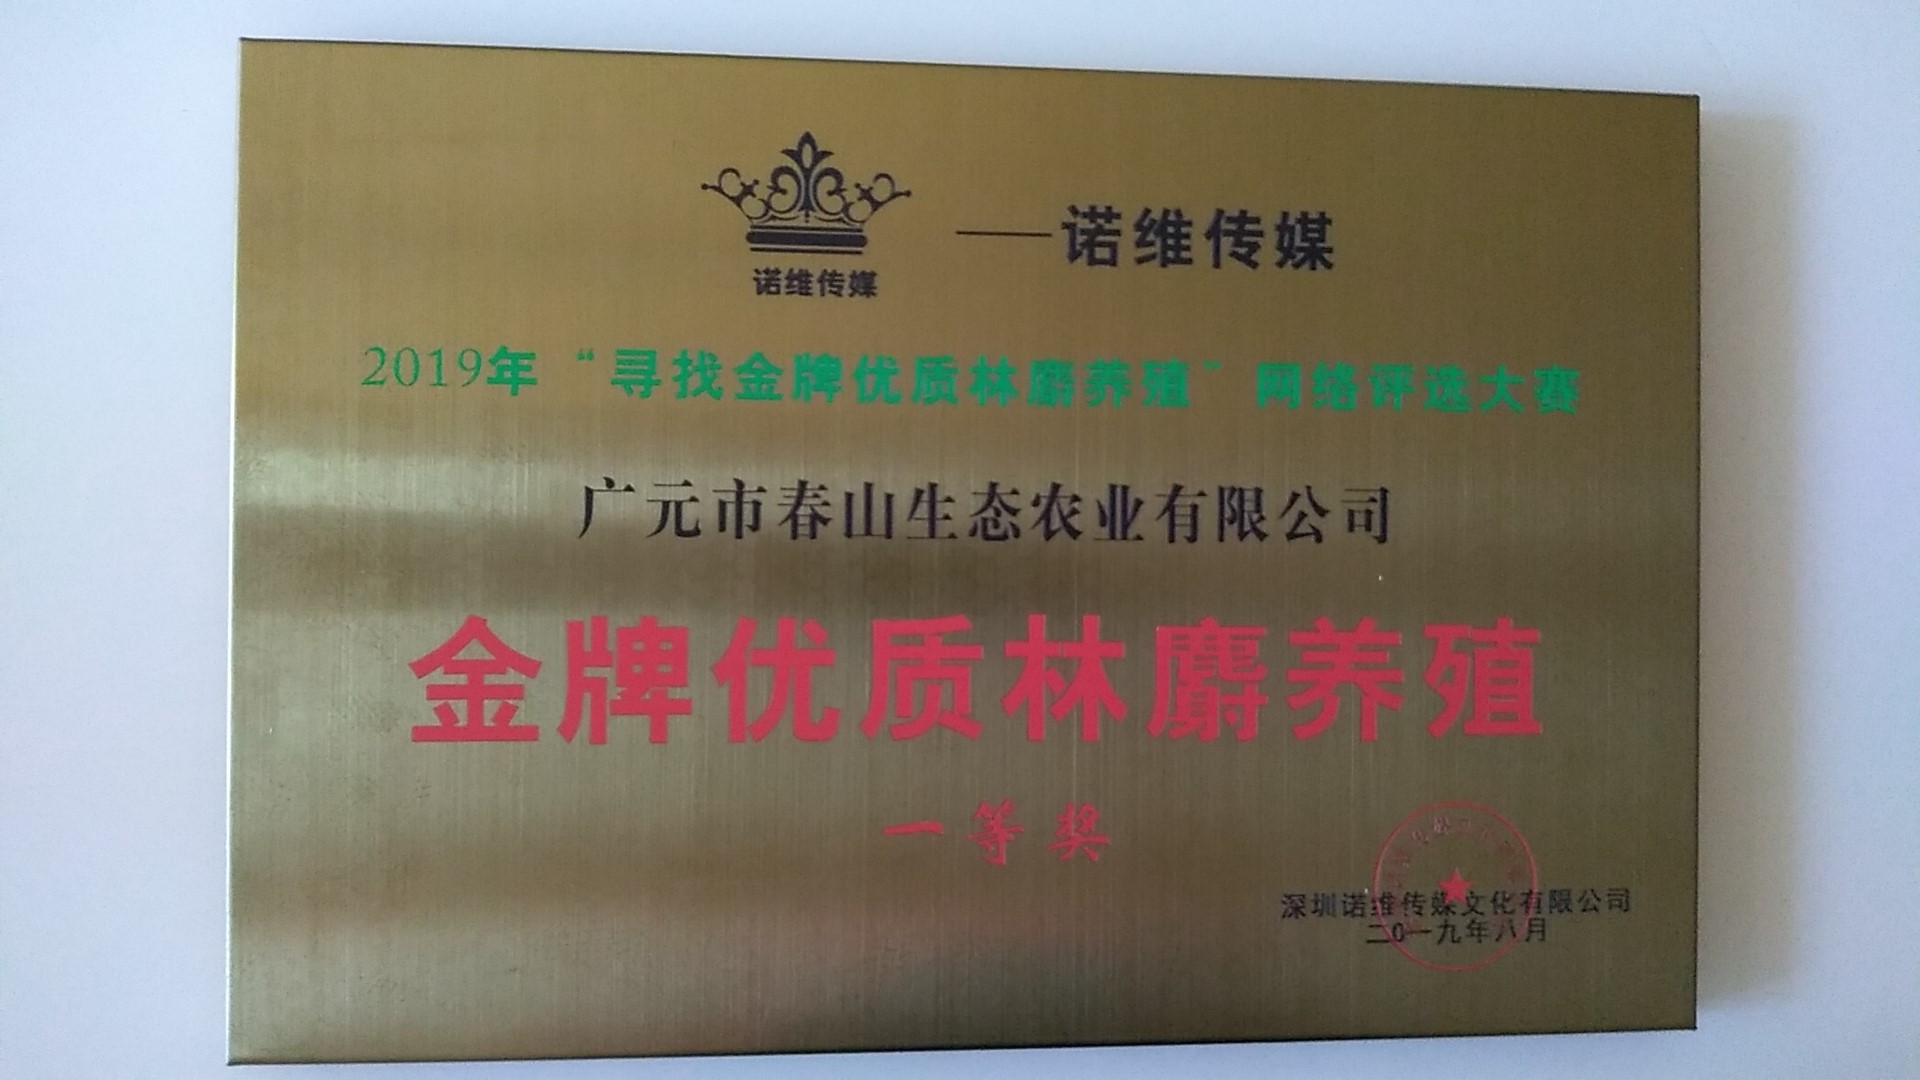 诺维传媒
——诺维传媒
2019年“寻找金牌优质林麝养殖”网络评选大赛
广元市春山生态农业有限公司
金牌优质林麝养殖
一等奖
深圳诺维传媒文化有限公司
二0一九年八月